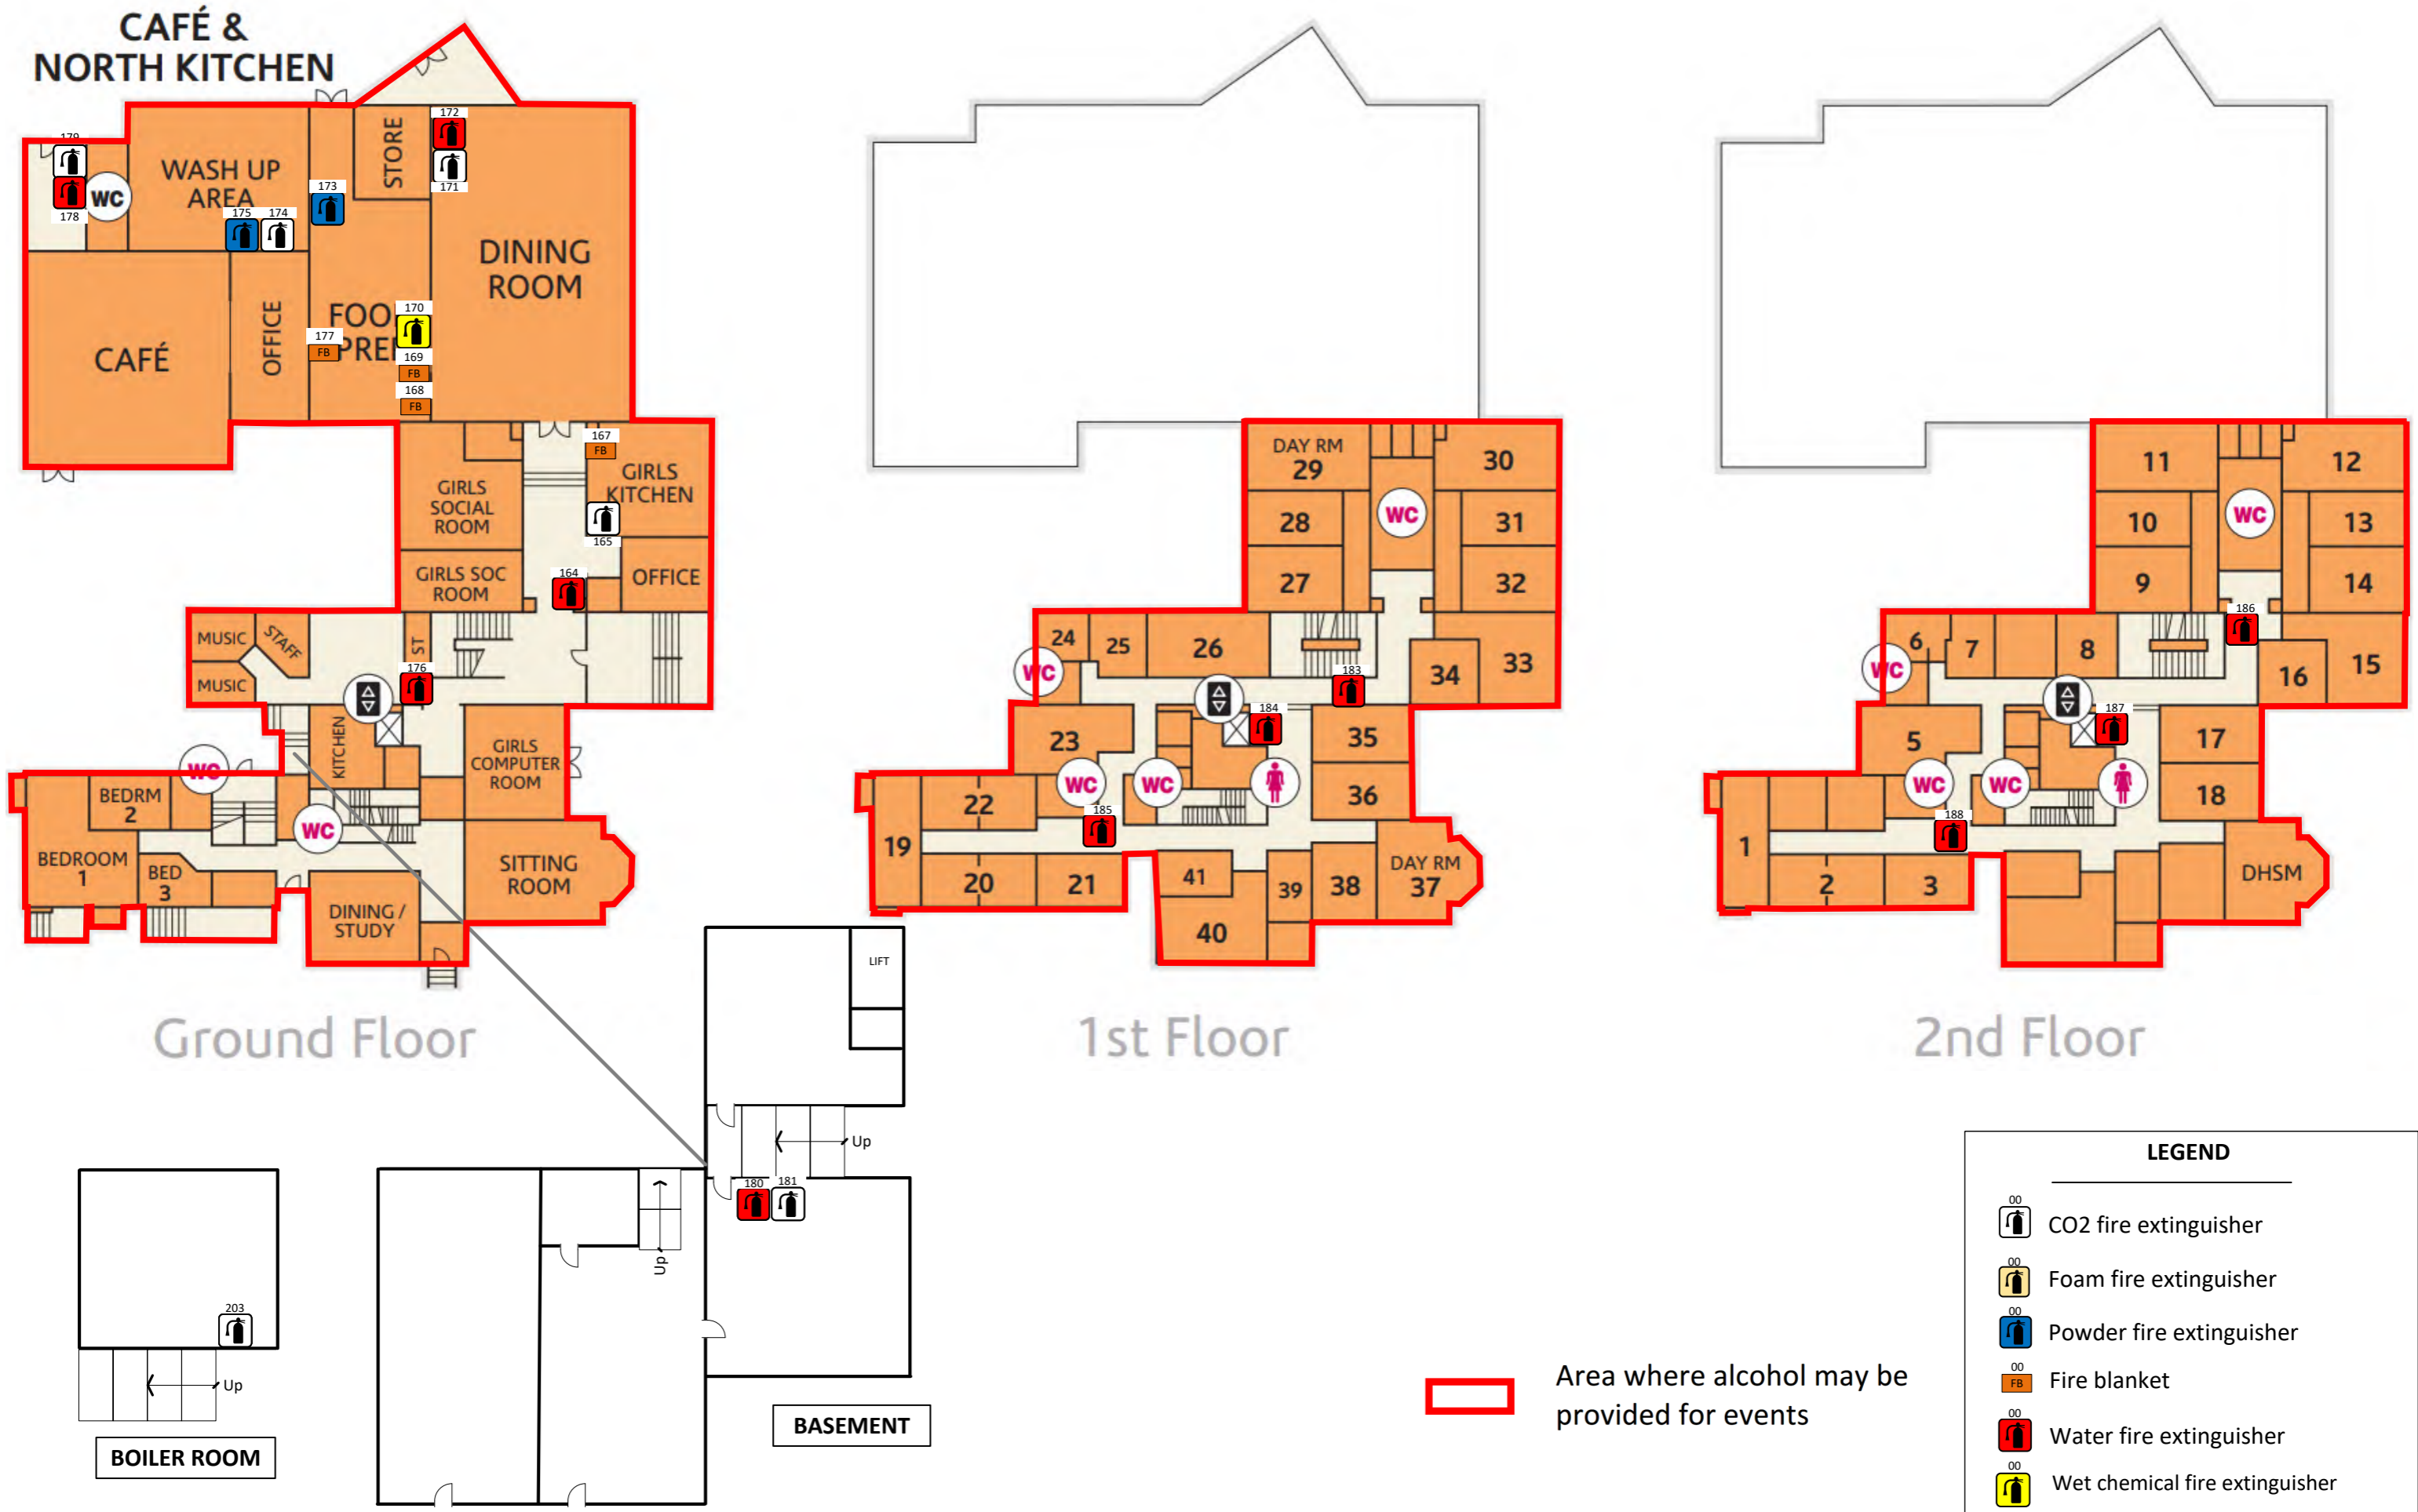 CAFÉ &
NORTH KITCHEN
179
178
WC
WASH UP
AREA
175
174
173
STORE
172
171
DINING
ROOM
CAFÉ
OFFICE
177
FB
170
169
FB
168
FB
167
FB
GIRLS
KITCHEN
165
GIRLS
SOCIAL
ROOM
GIRLS SOC
ROOM
164
OFFICE
MUSIC
STAFF
MUSIC
ST
176
KITCHEN
GIRLS
COMPUTER
ROOM
WC
BEDRM
2
WC
BEDROOM
1
BED
3
SITTING
ROOM
DINING /
STUDY
Ground Floor
DAY RM
29
30
28
WC
31
27
32
24
25
26
WC
183
34
33
184
23
35
WC
WC
36
22
185
19
20
21
41
39
38
DAY RM
37
40
1st Floor
11
12
10
WC
13
9
14
186
6
7
8
WC
16
15
187
5
17
WC
WC
18
188
1
2
3
DHSM
2nd Floor
LIFT
Up
180
181
Up
BASEMENT
203
Up
BOILER ROOM
Area where alcohol may be
provided for events
LEGEND
00
CO2 fire extinguisher
00
Foam fire extinguisher
00
Powder fire extinguisher
00
FB
Fire blanket
00
Water fire extinguisher
00
Wet chemical fire extinguisher